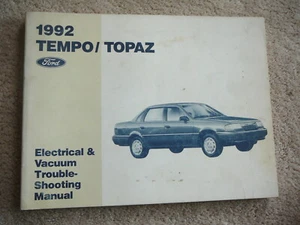 1992
TEMPO/TOPAZ
Ford
Electrical &
Vacuum
Trouble-
Shooting
Manual